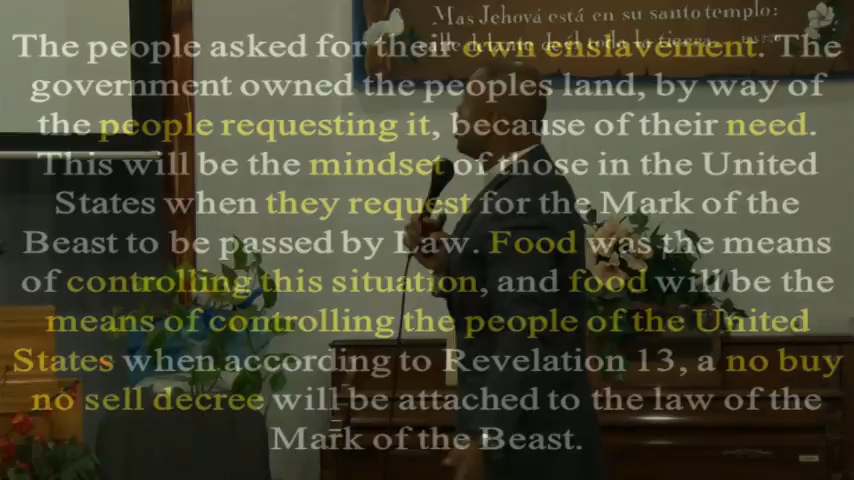 Mas Jehová está en su santo templo:
The people asked for their own enslavement. The
government owned the peoples land, by way of
the people requesting it, because of their need.
This will be the mindset of those in the United
States when they request for the Mark of the
Beast to be passed by Law. Food was the means
of controlling this situation, and food will be the
means of controlling the people of the United
States when according to Revelation 13, a no buy
no sell decree will be attached to the law of the
Mark of the Beast.